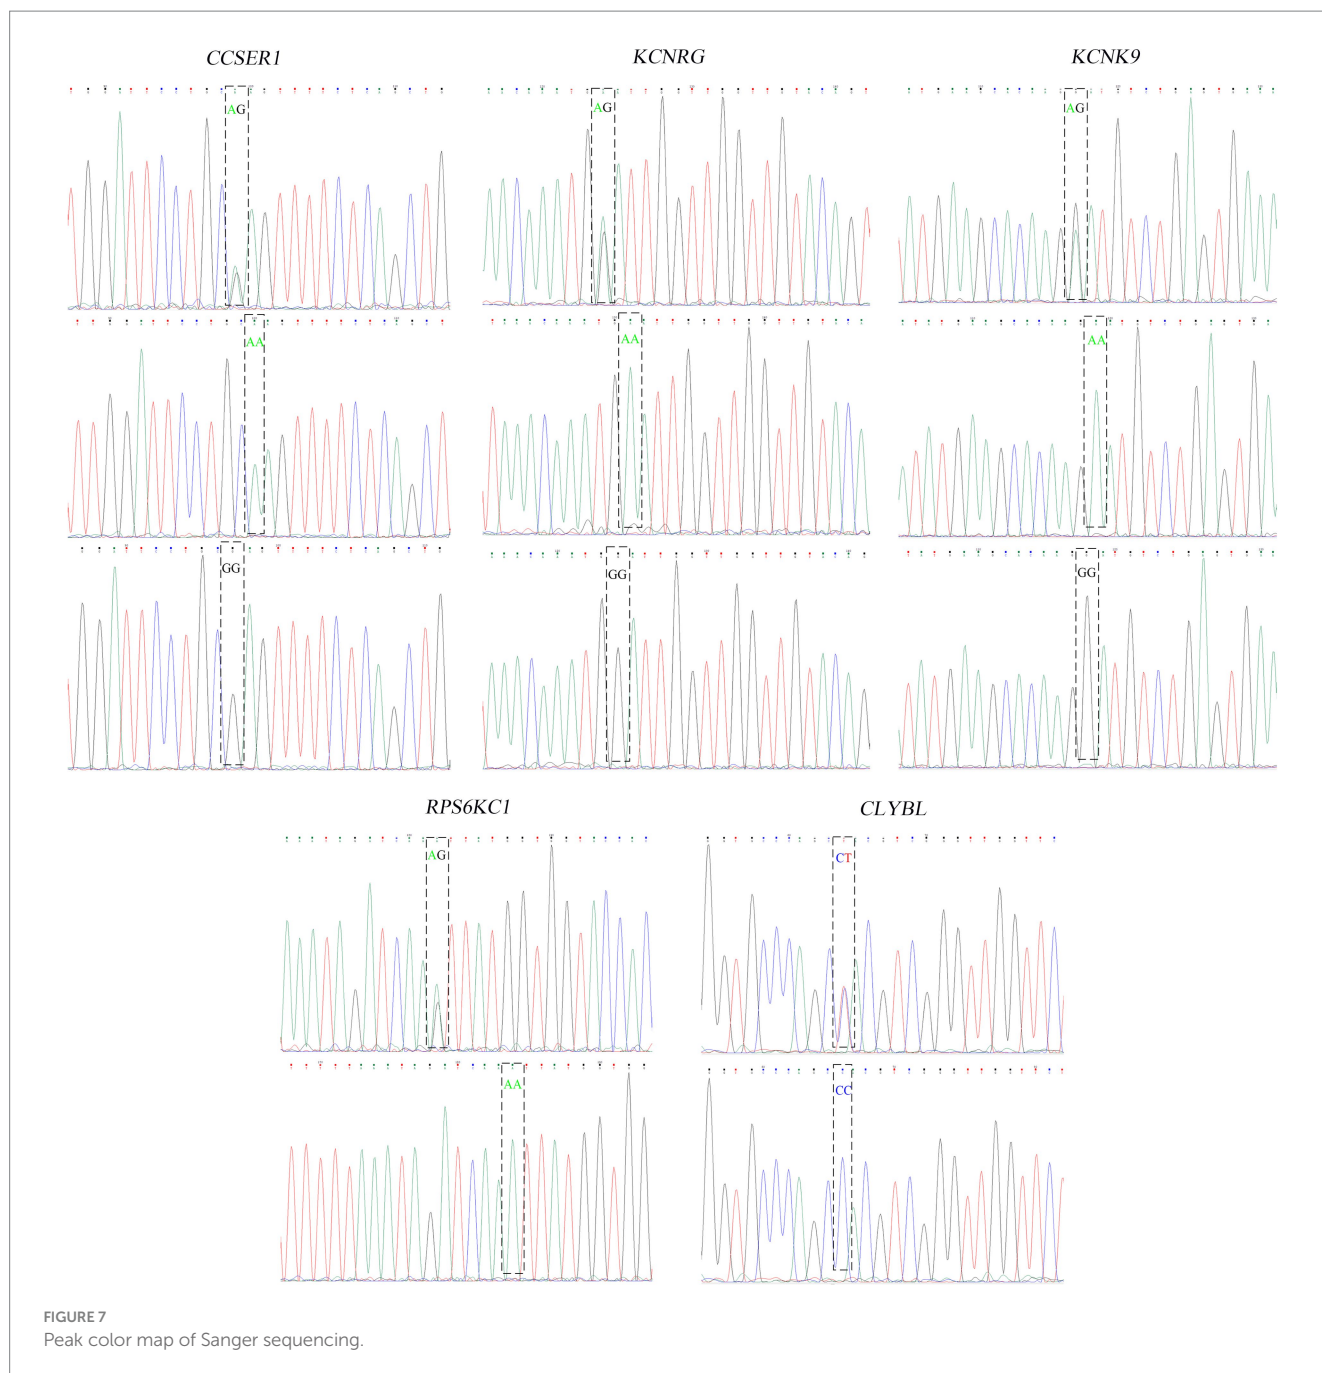 CCSER1
KCNRG
KCNK9
AG
AG
AG
AA
AA
AA
GG
GG
GG
RPS6KC1
CLYBL
AG
CT
AA
CC
FIGURE 7
Peak color map of Sanger sequencing.